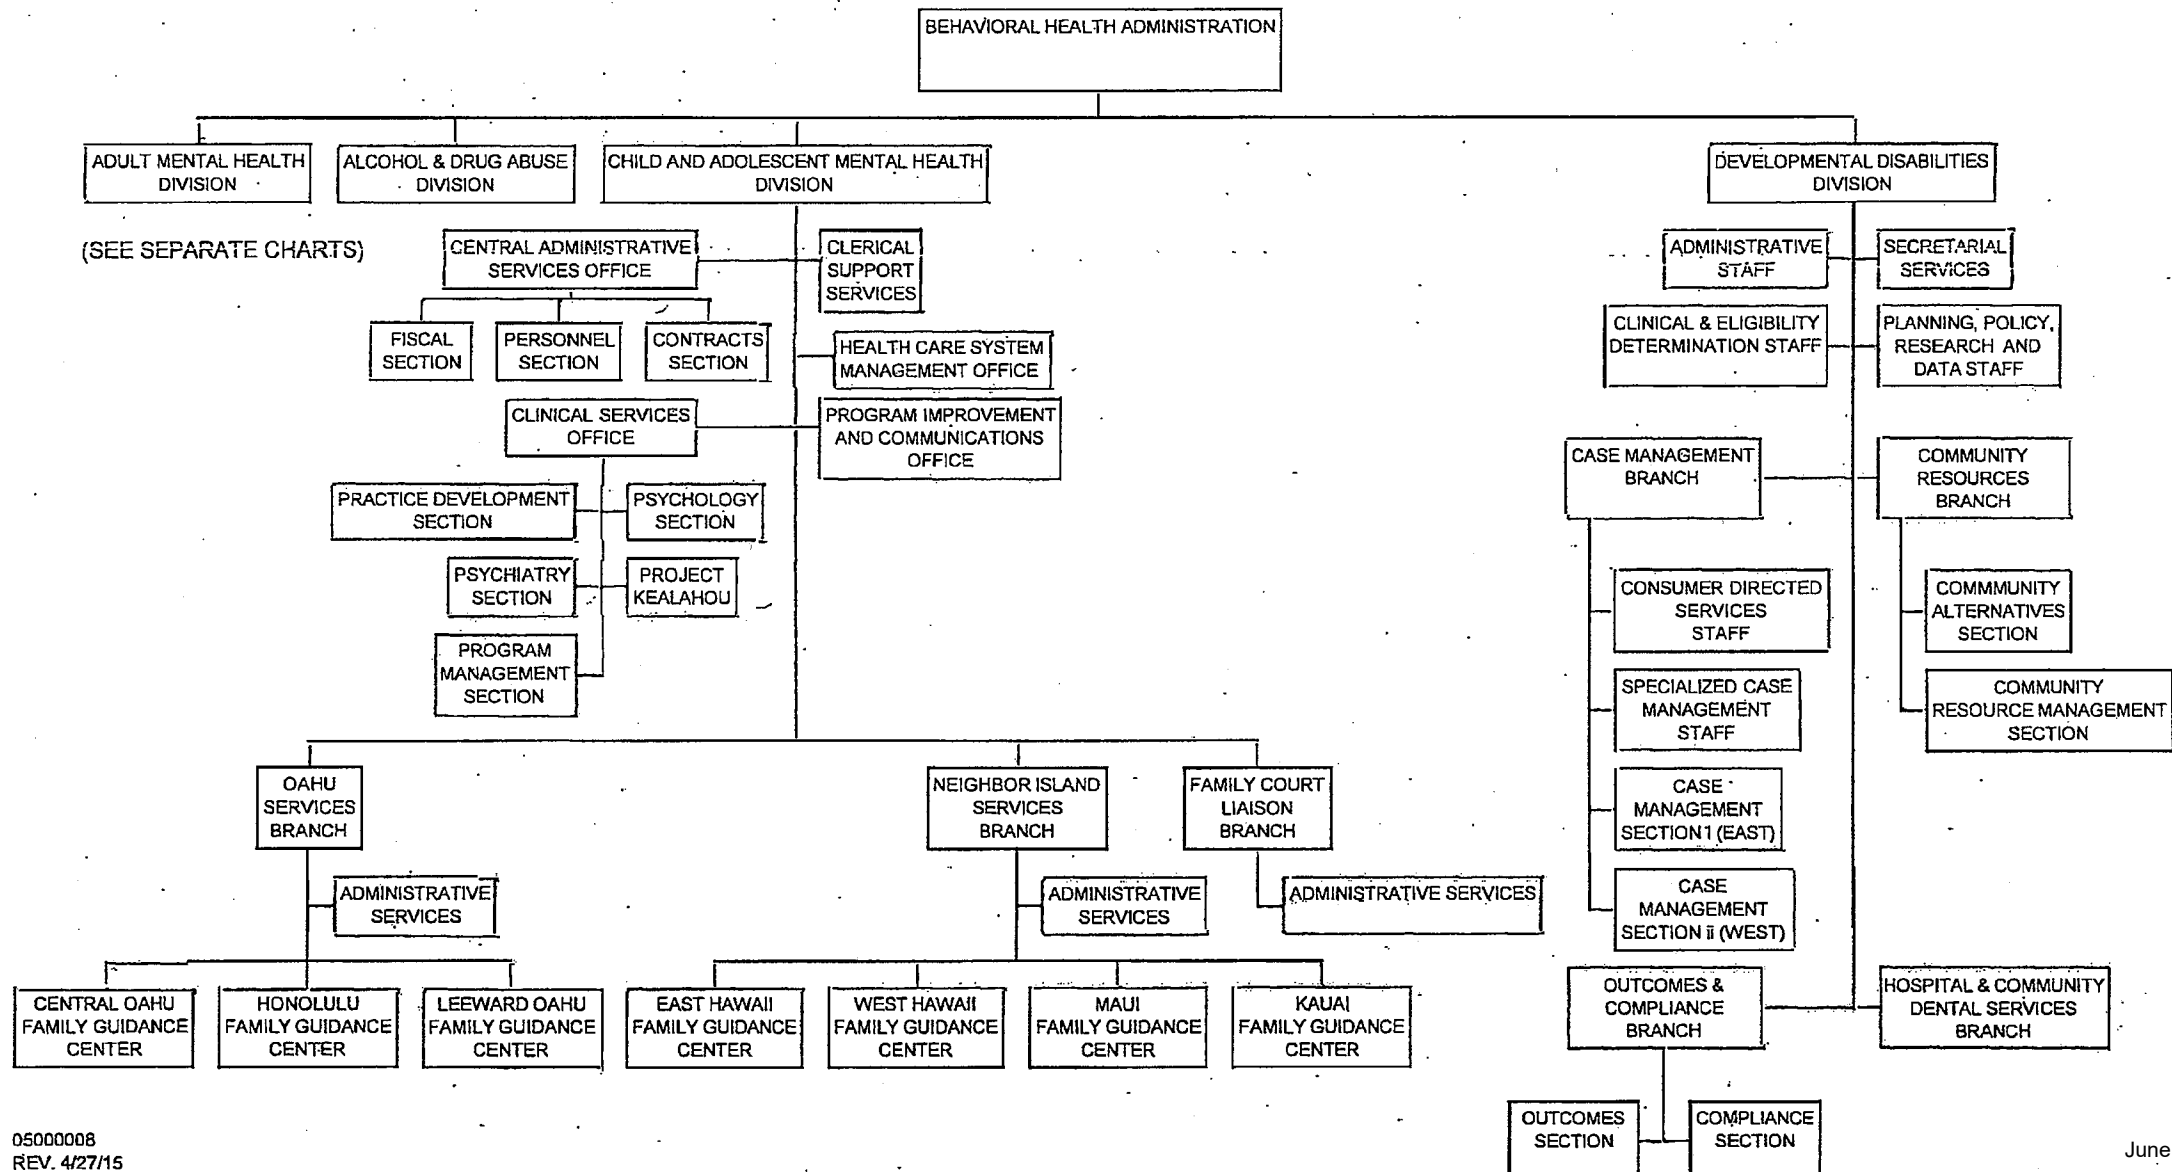 BEHAVIORAL HEALTH ADMINISTRATION
ADULT MENTAL HEALTH
DIVISION
ALCOHOL & DRUG ABUSE
DIVISION
CHILD AND ADOLESCENT MENTAL HEALTH
DIVISION
DEVELOPMENTAL DISABILITIES
DIVISION
(SEE SEPARATE CHARTS)
CENTRAL ADMINISTRATIVE
SERVICES OFFICE
CLERICAL
SUPPORT
SERVICES
FISCAL
SECTION
PERSONNEL
SECTION
CONTRACTS
SECTION
HEALTH CARE SYSTEM
MANAGEMENT OFFICE
CLINICAL SERVICES
OFFICE
PROGRAM IMPROVEMENT
AND COMMUNICATIONS
OFFICE
PRACTICE DEVELOPMENT
SECTION
PSYCHOLOGY
SECTION
PSYCHIATRY
SECTION
PROJECT
KEALAHOU
PROGRAM
MANAGEMENT
SECTION
OAHU
SERVICES
BRANCH
NEIGHBOR ISLAND
SERVICES
BRANCH
FAMILY COURT
LIAISON
BRANCH
ADMINISTRATIVE
SERVICES
ADMINISTRATIVE
SERVICES
ADMINISTRATIVE SERVICES
CENTRAL OAHU
FAMILY GUIDANCE
CENTER
HONOLULU
FAMILY GUIDANCE
CENTER
LEEWARD OAHU
FAMILY GUIDANCE
CENTER
EAST HAWAII
FAMILY GUIDANCE
CENTER
WEST HAWAII
FAMILY GUIDANCE
CENTER
MAUI
FAMILY GUIDANCE
CENTER
KAUAI
FAMILY GUIDANCE
CENTER
ADMINISTRATIVE
STAFF
SECRETARIAL
SERVICES
CLINICAL & ELIGIBILITY
DETERMINATION STAFF
PLANNING, POLICY,
RESEARCH AND
DATA STAFF
CASE MANAGEMENT
BRANCH
COMMUNITY
RESOURCES
BRANCH
CONSUMER DIRECTED
SERVICES
STAFF
COMMMUNITY
ALTERNATIVES
SECTION
SPECIALIZED CASE
MANAGEMENT
STAFF
COMMUNITY
RESOURCE MANAGEMENT
SECTION
CASE
MANAGEMENT
SECTION I (EAST)
CASE
MANAGEMENT
SECTION ii (WEST)
OUTCOMES &
COMPLIANCE
BRANCH
HOSPITAL & COMMUNITY
DENTAL SERVICES
BRANCH
OUTCOMES
SECTION
COMPLIANCE
SECTION
05000008
REV. 4/27/15
June